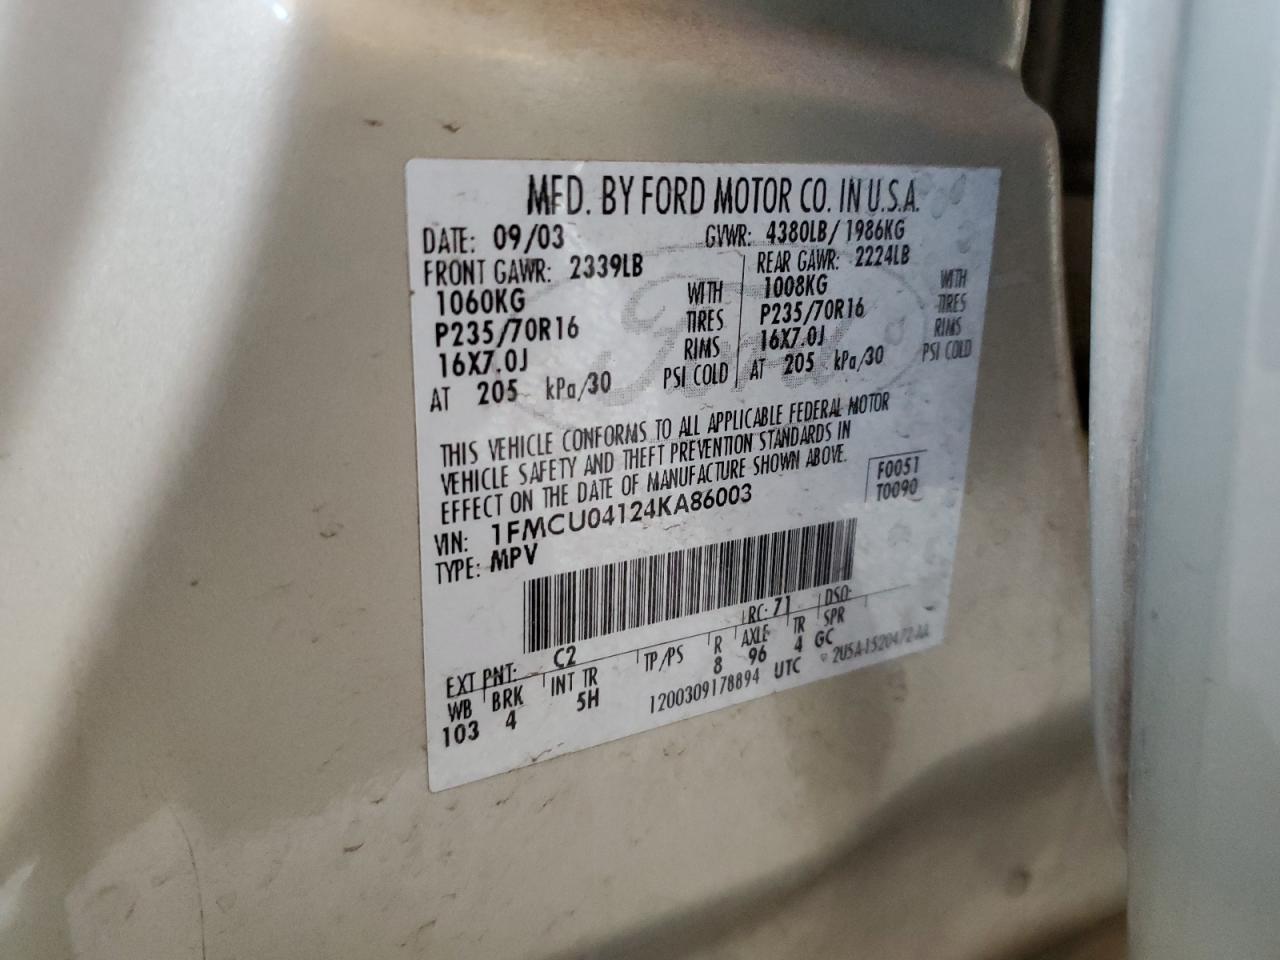 MFD. BY FORD MOTOR CO. IN U.S.A.
DATE: 09/03 GVWR: 4380LB/ 1986KG
FRONT GAWR: 2339LB REAR GAWR: 2224LB
1060KG WITH 1008KG WITH
P235/70R16 TIRES P235/70R16 TIRES
16X7.0J RIMS 16X7.0J RIMS
AT 205 kPa/30 PSI COLD AT 205 kPa/30 PSI COLD
Ford
THIS VEHICLE CONFORMS TO ALL APPLICABLE FEDERAL MOTOR
VEHICLE SAFETY AND THEFT PREVENTION STANDARDS IN
EFFECT ON THE DATE OF MANUFACTURE SHOWN ABOVE.
F0051
T0090
VIN: 1FMCU04124KA86003
TYPE: MPV
EXT PNT: C2 RC: 71 DSO:
WB BRK INT TR TP/PS R AXLE TR SPR
103 4 5H 8 96 4 GC
1200309178894 UTC 2U5A-1520472-AA